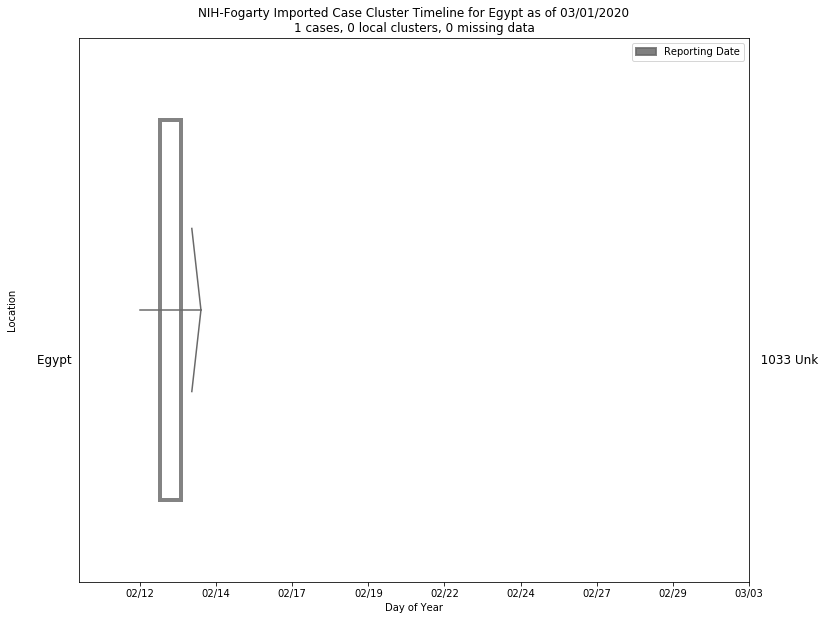 NIH-Fogarty Imported Case Cluster Timeline for Egypt as of 03/01/2020
1 cases, 0 local clusters, 0 missing data
Reporting Date
Location
Egypt
1033 Unk
02/12 02/14 02/17 02/19 02/22 02/24 02/27 02/29 03/03
Day of Year